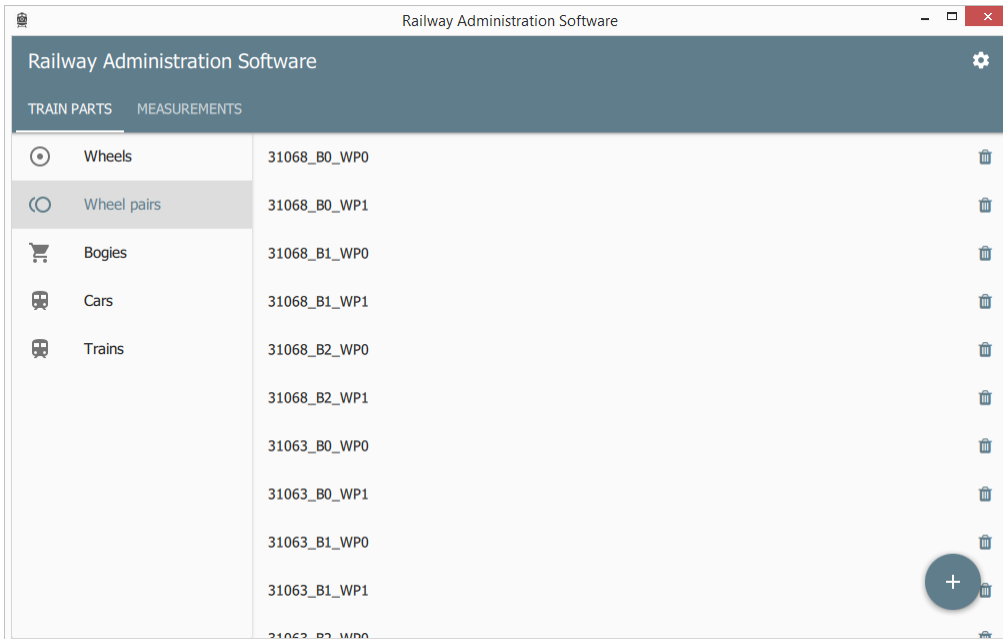 Railway Administration Software
Railway Administration Software
TRAIN PARTS MEASUREMENTS
Wheels
Wheel pairs
Bogies
Cars
Trains
31068_B0_WP0
31068_B0_WP1
31068_B1_WP0
31068_B1_WP1
31068_B2_WP0
31068_B2_WP1
31063_B0_WP0
31063_B0_WP1
31063_B1_WP0
31063_B1_WP1
31063_B2_WP0